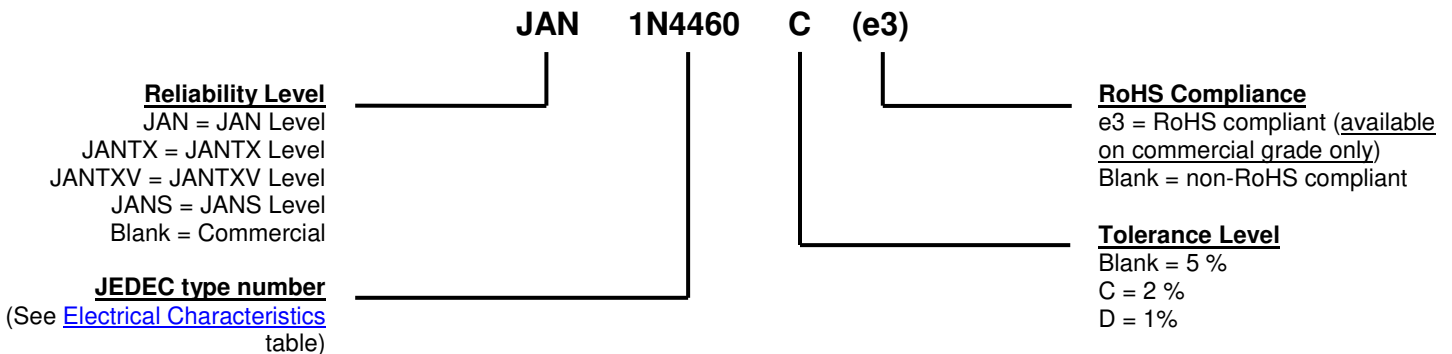 JAN 1N4460 C (e3)
Reliability Level
JAN = JAN Level
JANTX = JANTX Level
JANTXV = JANTXV Level
JANS = JANS Level
Blank = Commercial
JEDEC type number
(See Electrical Characteristics
table)
RoHS Compliance
e3 = RoHS compliant (available
on commercial grade only)
Blank = non-RoHS compliant
Tolerance Level
Blank = 5 %
C = 2 %
D = 1%